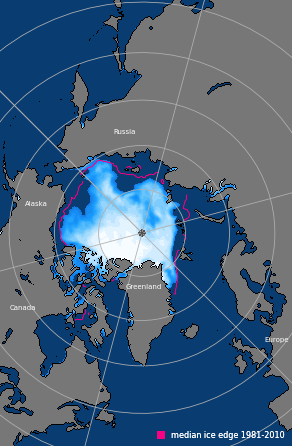 Russia
Alaska
Greenland
Canada
Europe
median ice edge 1981-2010